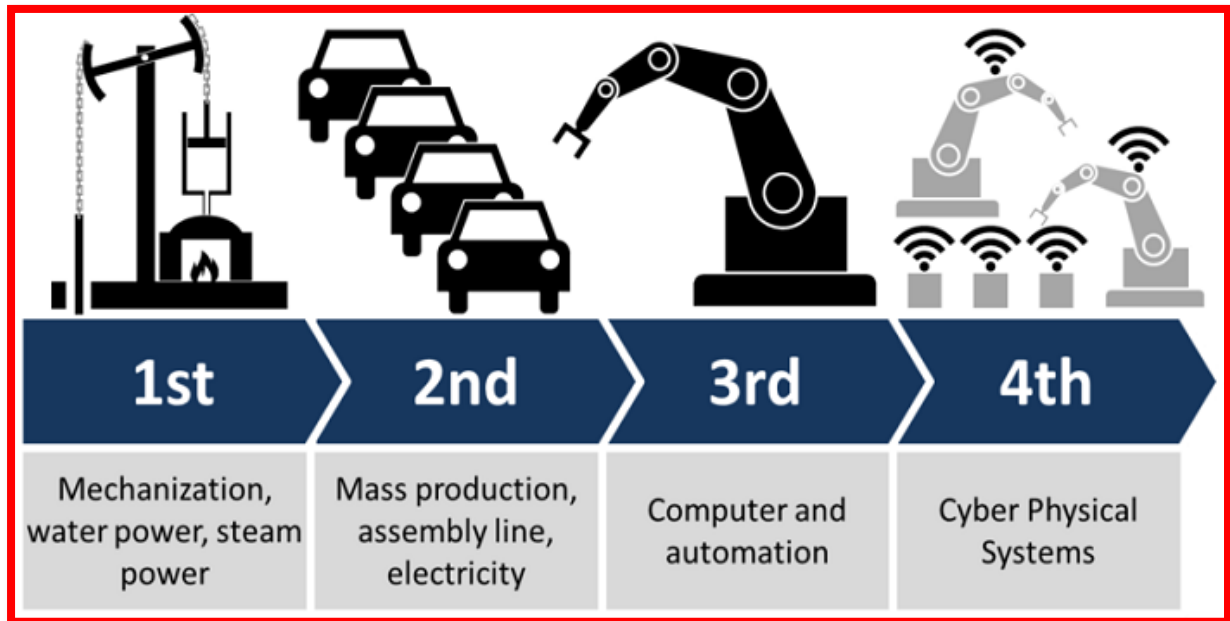 1st
2nd
3rd
4th
Mechanization,
water power, steam
power
Mass production,
assembly line,
electricity
Computer and
automation
Cyber Physical
Systems